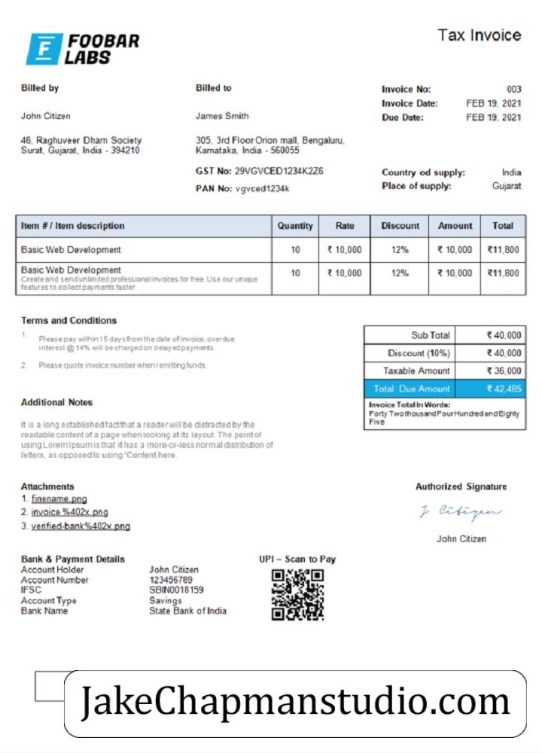 FOOBAR
LABS
Tax Invoice
Billed by
John Citizen
46, Raghuveer Dham Society
Surat, Gujarat, India - 394210
Billed to
James Smith
305, 3rd Floor Orion mall, Bengaluru,
Karnataka, India - 560055
GST No: 29VGVCED1234K2Z6
PAN No: vgvced1234k
Invoice No: 003
Invoice Date: FEB 19, 2021
Due Date: FEB 19, 2021
Country od supply: India
Place of supply: Gujarat
Item # / Item description Quantity Rate Discount Amount Total
Basic Web Development 10 ₹ 10,000 12% ₹ 10,000 ₹11,800
Basic Web Development 10 ₹ 10,000 12% ₹ 10,000 ₹11,800
Create and send unlimited professional invoices for free. Use our unique
features to collect payments faster.
Terms and Conditions
1. Please pay within 15 days from the date of invoice, overdue
interest @ 14% will be charged on delayed payments.
2. Please quote invoice number when remitting funds
Sub Total ₹ 40,000
Discount (10%) ₹ 40,000
Taxable Amount ₹ 36,000
Total Due Amount ₹ 42,485
Invoice Total In Words:
Forty Two thousand Four Hundred and Eighty
Five
Additional Notes
It is a long established fact that a reader will be distracted by the
readable content of a page when looking at its layout. The point of
using Lorem Ipsum is that it has a more-or-less normal distribution of
letters, as opposed to using 'Content here.
Attachments
1. finename.png
2. invoice %402x.png
3. verified-bank%402x.png
Authorized Signature
J Citizen
John Citizen
Bank & Payment Details
Account Holder John Citizen
Account Number 123456789
IFSC SBIN0018159
Account Type Savings
Bank Name State Bank of India
UPI – Scan to Pay
JakeChapmanstudio.com